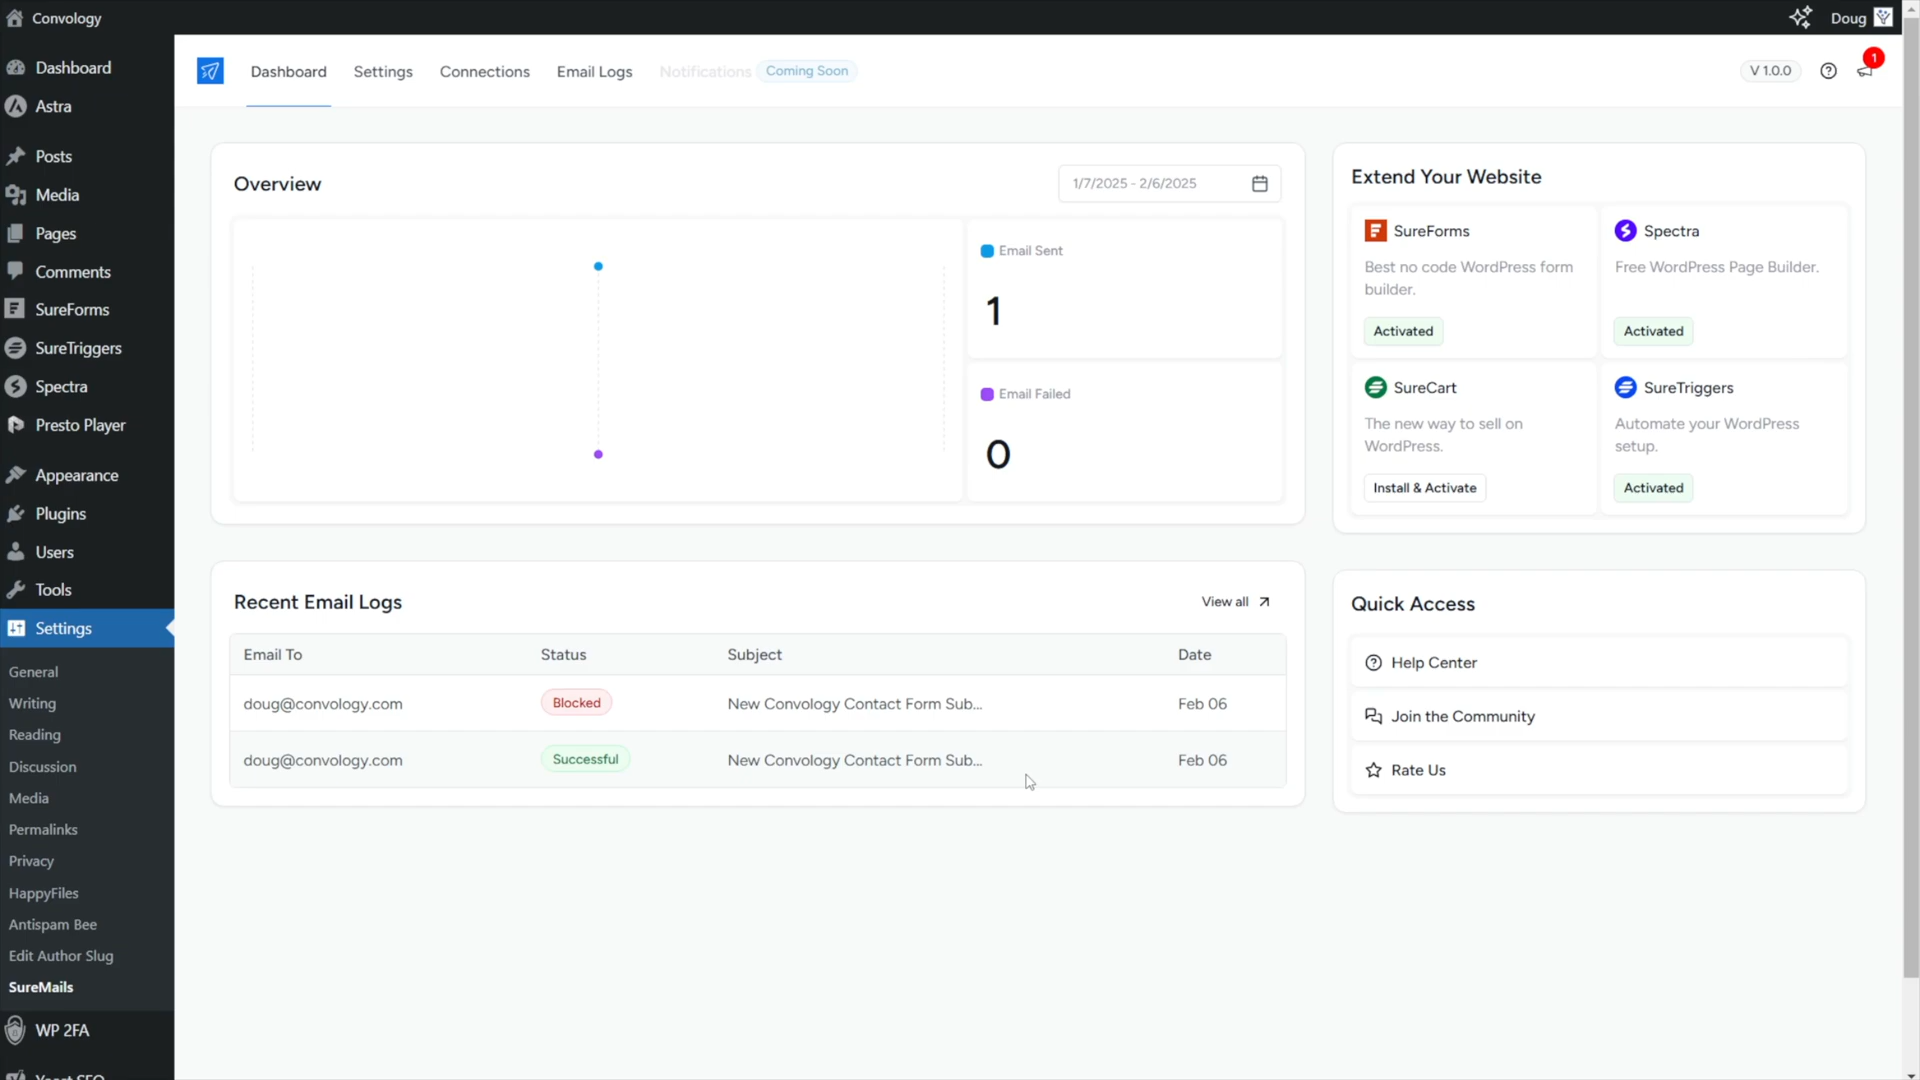 Convology
Doug
Dashboard
Astra
Posts
Media
Pages
Comments
SureForms
SureTriggers
Spectra
Presto Player
Appearance
Plugins
Users
Tools
Settings
General
Writing
Reading
Discussion
Media
Permalinks
Privacy
HappyFiles
Antispam Bee
Edit Author Slug
SureMails
WP 2FA
Yoast SEO
Dashboard Settings Connections Email Logs Notifications Coming Soon
V 1.0.0
1
Overview
1/7/2025 - 2/6/2025
Email Sent
1
Email Failed
0
Extend Your Website
SureForms
Best no code WordPress form
builder.
Activated
Spectra
Free WordPress Page Builder.
Activated
SureCart
The new way to sell on
WordPress.
Install & Activate
SureTriggers
Automate your WordPress
setup.
Activated
Recent Email Logs
View all
Email To Status Subject Date
doug@convology.com Blocked New Convology Contact Form Sub... Feb 06
doug@convology.com Successful New Convology Contact Form Sub... Feb 06
Quick Access
Help Center
Join the Community
Rate Us